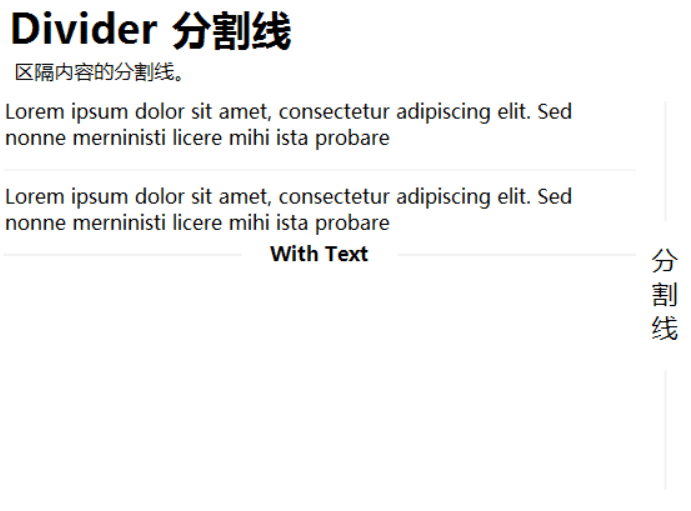 Divider 分割线
区隔内容的分割线。
Lorem ipsum dolor sit amet, consectetur adipiscing elit. Sed
nonne merninisti licere mihi ista probare
Lorem ipsum dolor sit amet, consectetur adipiscing elit. Sed
nonne merninisti licere mihi ista probare
With Text
分割线